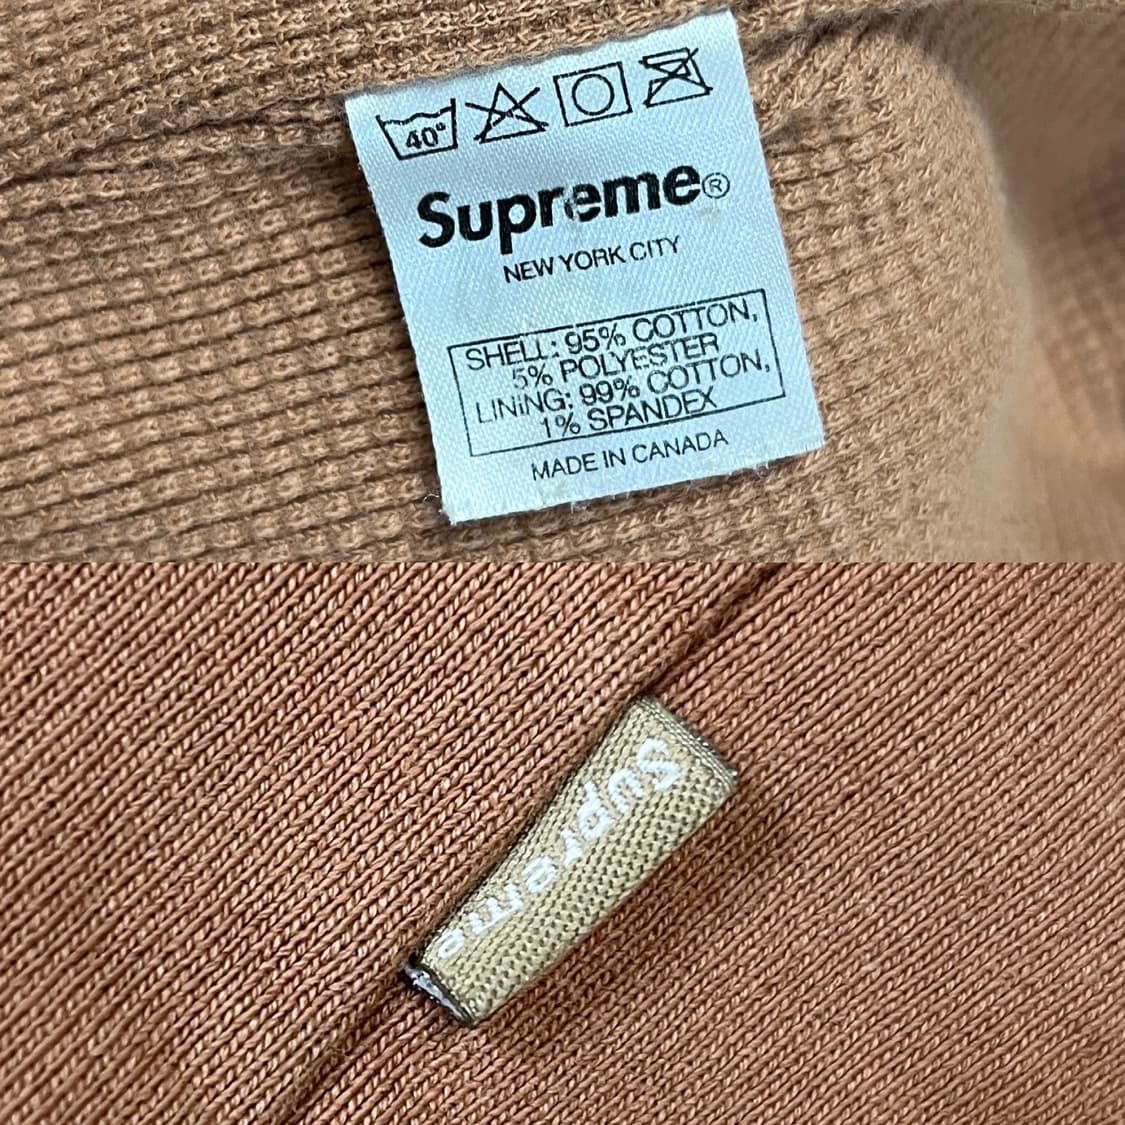 40°
Supreme®
NEW YORK CITY
SHELL: 95% COTTON,
5% POLYESTER
LINiNG: 99% COTTON,
1% SPANDEX
MADE IN CANADA
Supreme